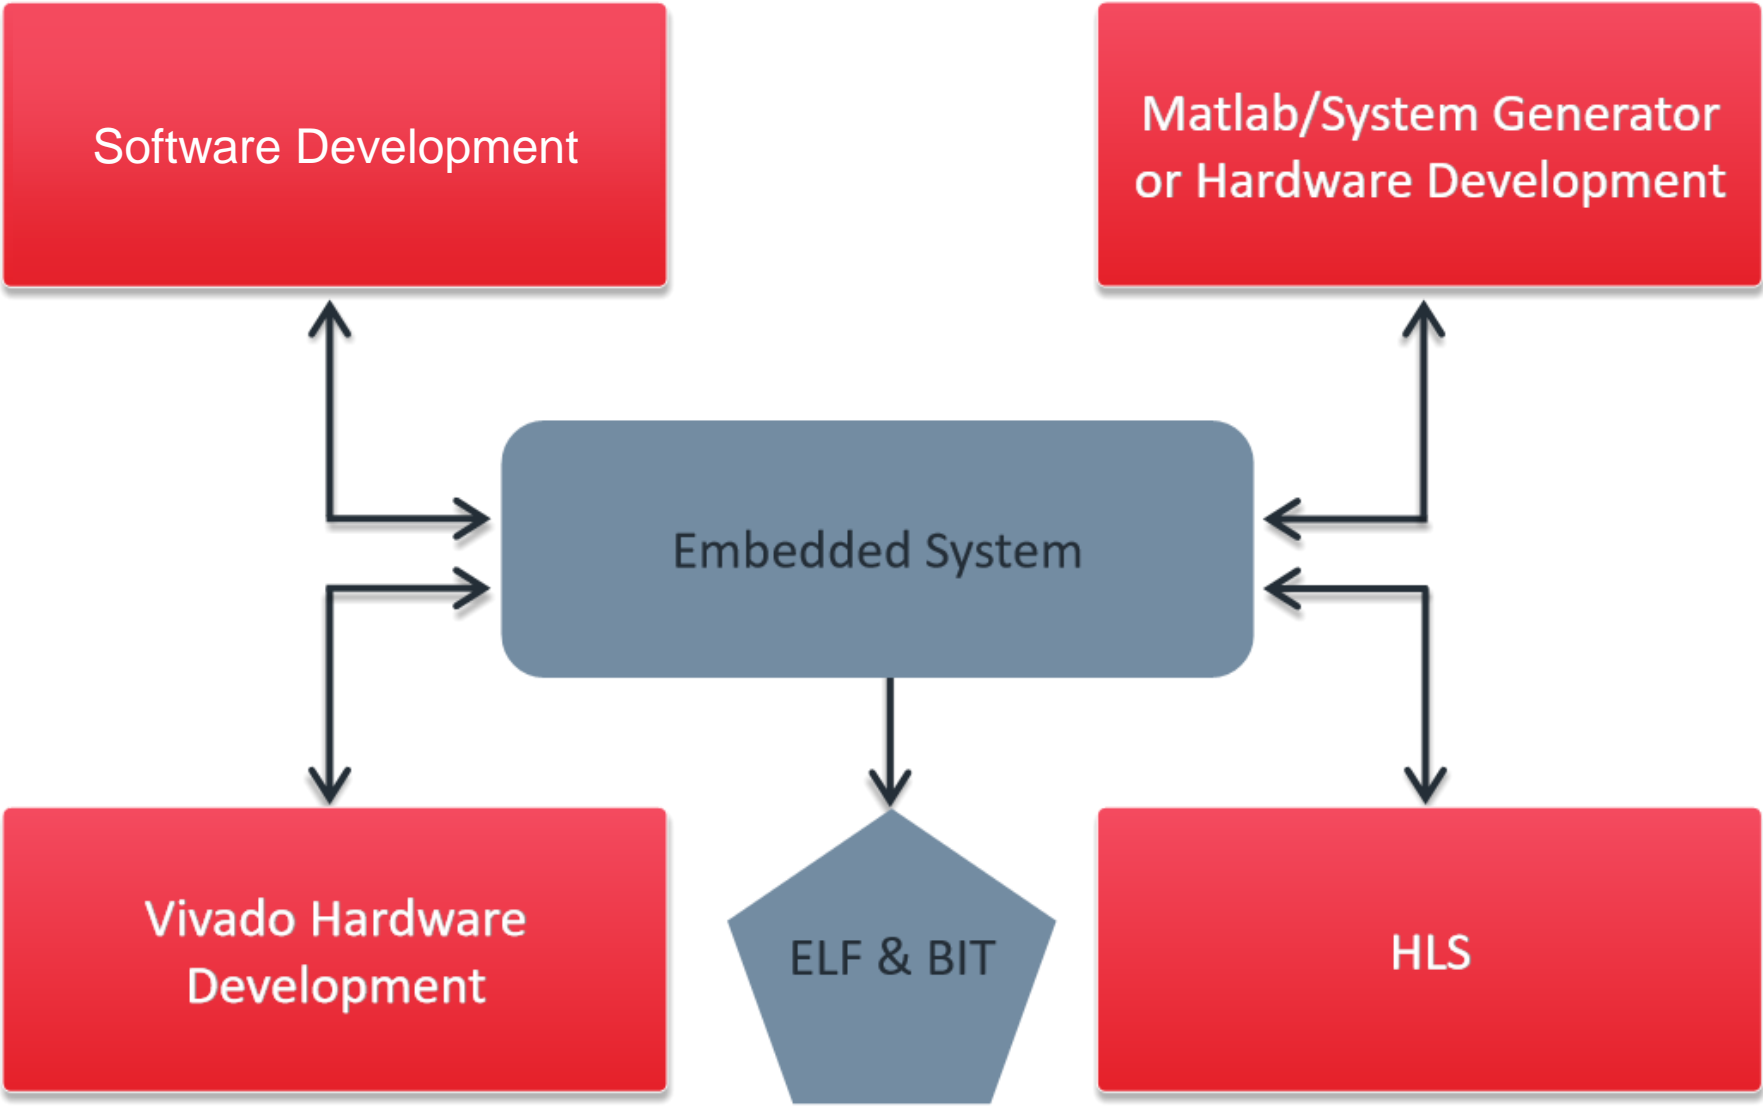 Software Development
Matlab/System Generator
or Hardware Development
Embedded System
Vivado Hardware
Development
ELF & BIT
HLS